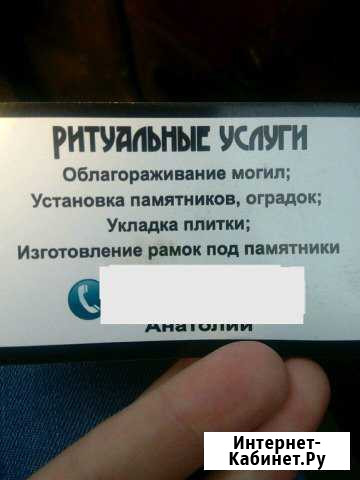 РИТУАЛЬНЫЕ УСЛУГИ
Облагораживание могил;
Установка памятников, оградок;
Укладка плитки;
Изготовление рамок под памятники
Анатолий
Интернет-
Кабинет.Ру